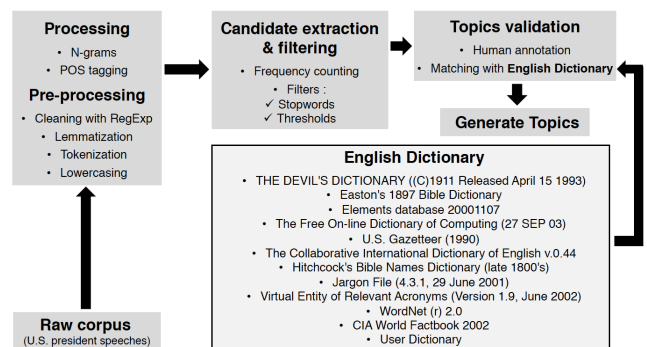 Processing
• N-grams
• POS tagging
Pre-processing
• Cleaning with RegExp
• Lemmatization
• Tokenization
• Lowercasing
Candidate extraction
& filtering
• Frequency counting
• Filters :
✓ Stopwords
✓ Thresholds
Topics validation
• Human annotation
• Matching with English Dictionary
Generate Topics
English Dictionary
• THE DEVIL'S DICTIONARY ((C)1911 Released April 15 1993)
• Easton's 1897 Bible Dictionary
• Elements database 20001107
• The Free On-line Dictionary of Computing (27 SEP 03)
• U.S. Gazetteer (1990)
• The Collaborative International Dictionary of English v.0.44
• Hitchcock's Bible Names Dictionary (late 1800's)
• Jargon File (4.3.1, 29 June 2001)
• Virtual Entity of Relevant Acronyms (Version 1.9, June 2002)
• WordNet (r) 2.0
• CIA World Factbook 2002
• User Dictionary
Raw corpus
(U.S. president speeches)